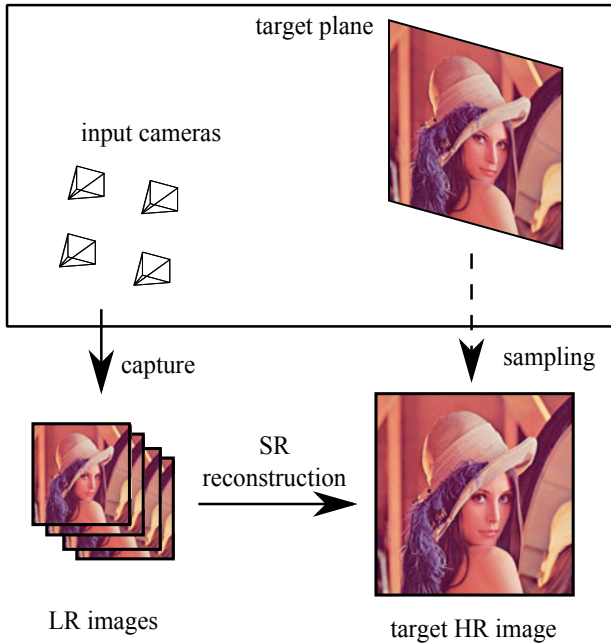 target plane
input cameras
capture
sampling
SR
reconstruction
LR images
target HR image